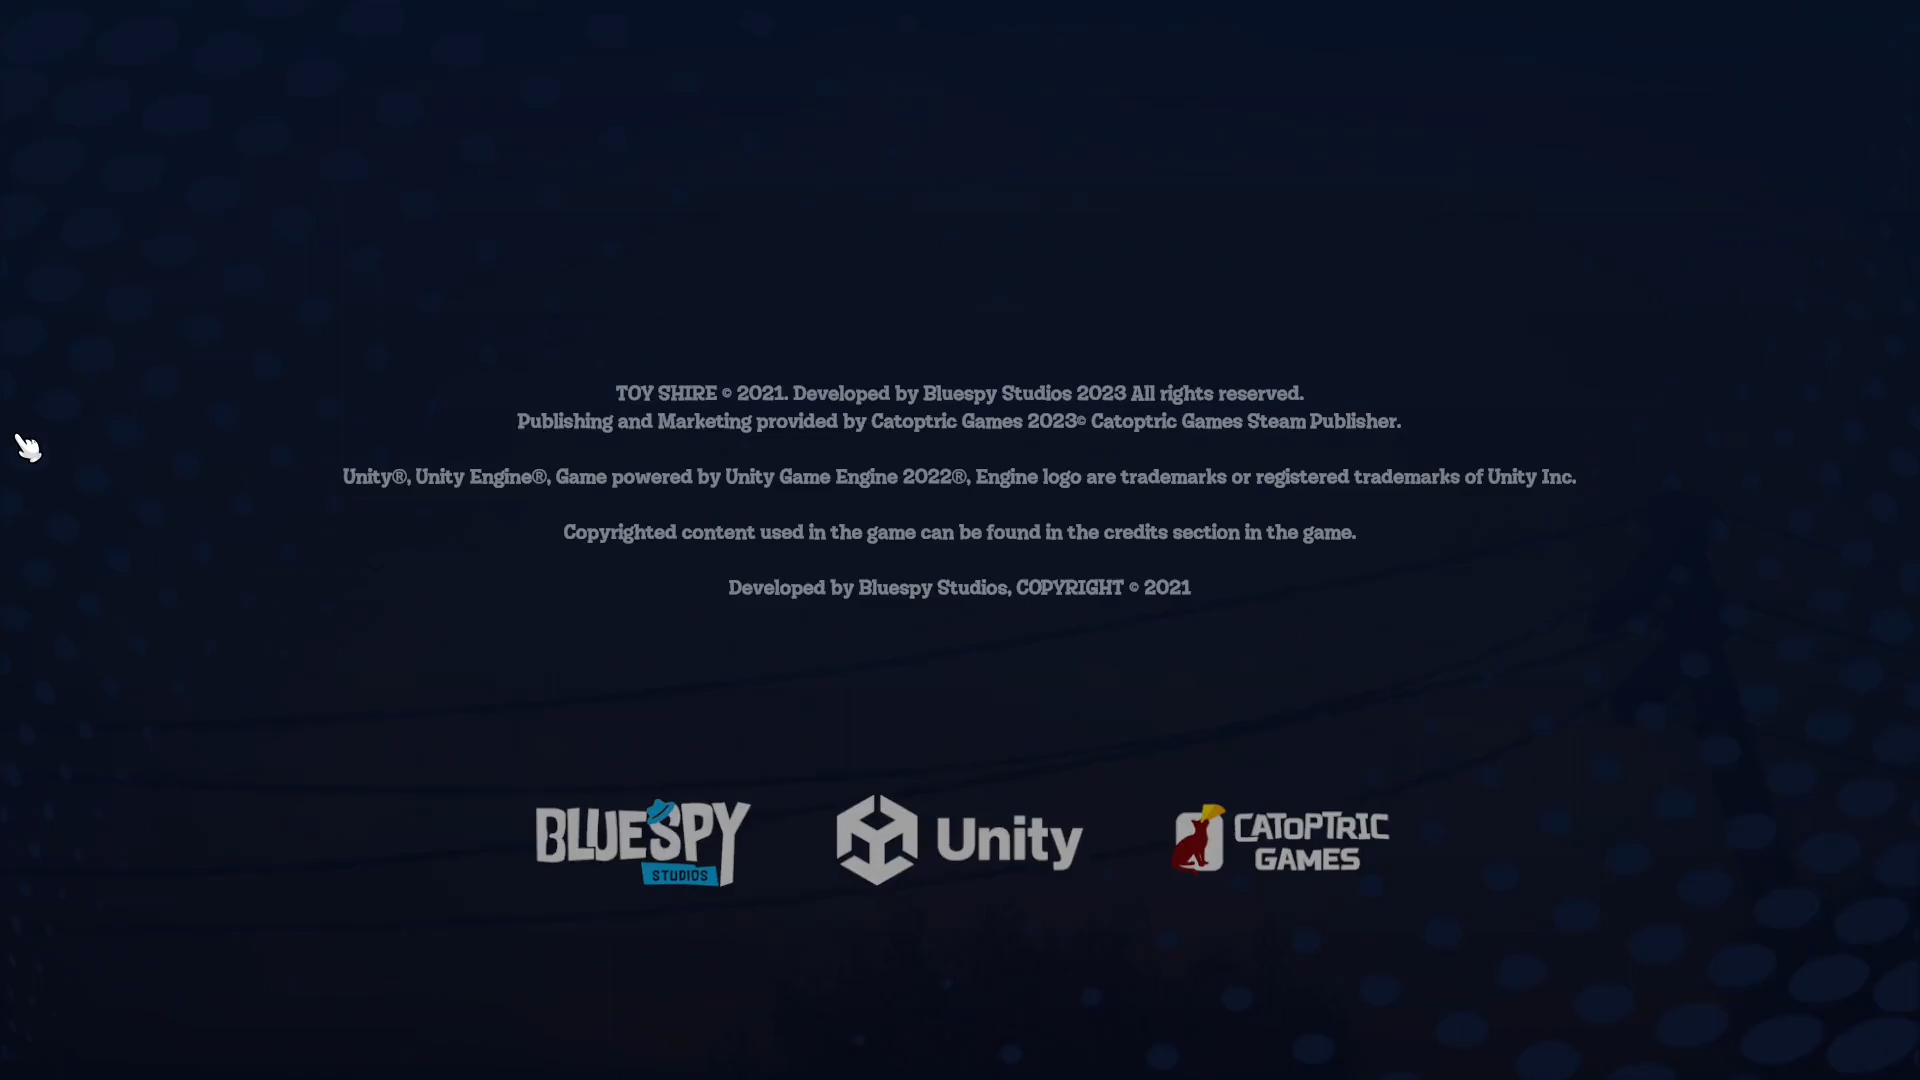 TOY SHIRE © 2021. Developed by Bluespy Studios 2023 All rights reserved.
Publishing and Marketing provided by Catoptric Games 2023© Catoptric Games Steam Publisher.
Unity®, Unity Engine®, Game powered by Unity Game Engine 2022®, Engine logo are trademarks or registered trademarks of Unity Inc.
Copyrighted content used in the game can be found in the credits section in the game.
Developed by Bluespy Studios, COPYRIGHT © 2021
BLUESPY
STUDIOS
Unity
CATOPTRIC
GAMES